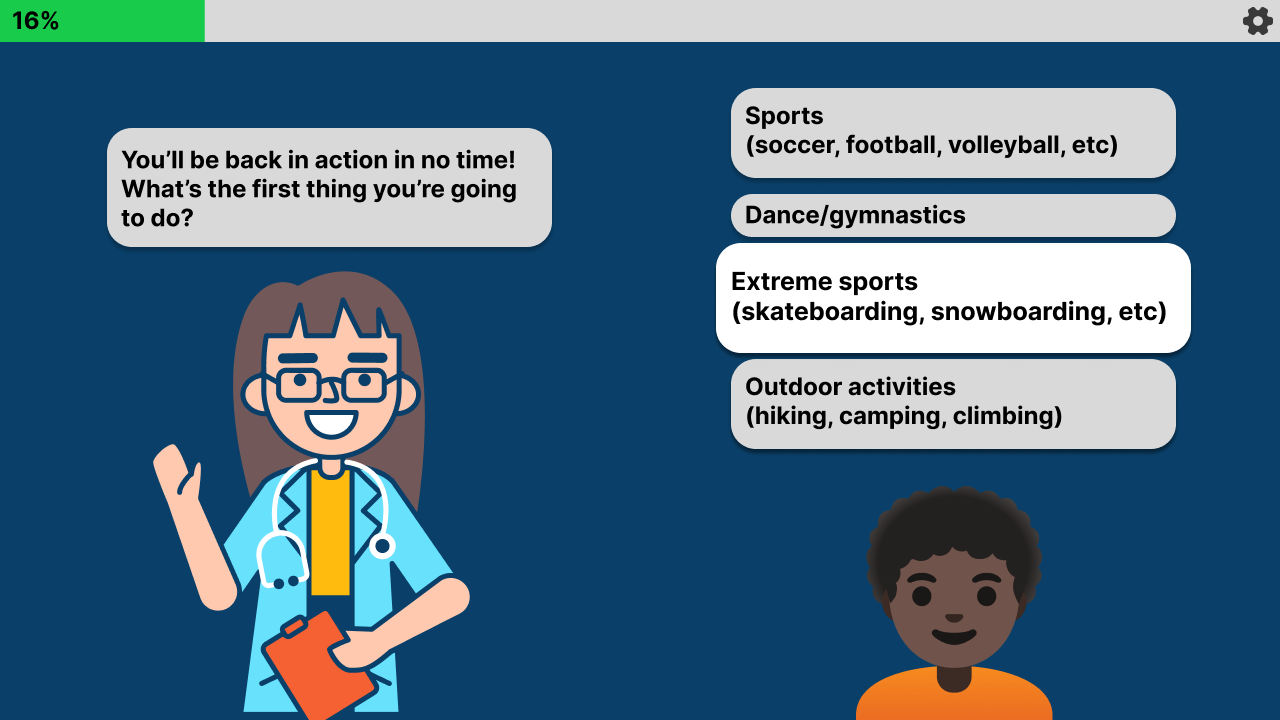 16%
You’ll be back in action in no time!
What’s the first thing you’re going
to do?
Sports
(soccer, football, volleyball, etc)
Dance/gymnastics
Extreme sports
(skateboarding, snowboarding, etc)
Outdoor activities
(hiking, camping, climbing)